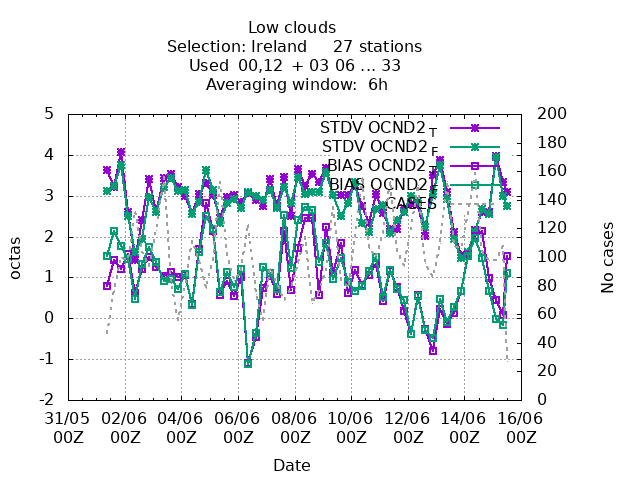 Low clouds
Selection: Ireland 27 stations
Used 00,12 + 03 06 ... 33
Averaging window: 6h
STDV OCND2 T
STDV OCND2 F
BIAS OCND2 T
BIAS OCND2 F
CASES
octas
5
4
3
2
1
0
-1
-2
No cases
200
180
160
140
120
100
80
60
40
20
0
31/05 02/06 04/06 06/06 08/06 10/06 12/06 14/06 16/06
00Z 00Z 00Z 00Z 00Z 00Z 00Z 00Z 00Z
Date